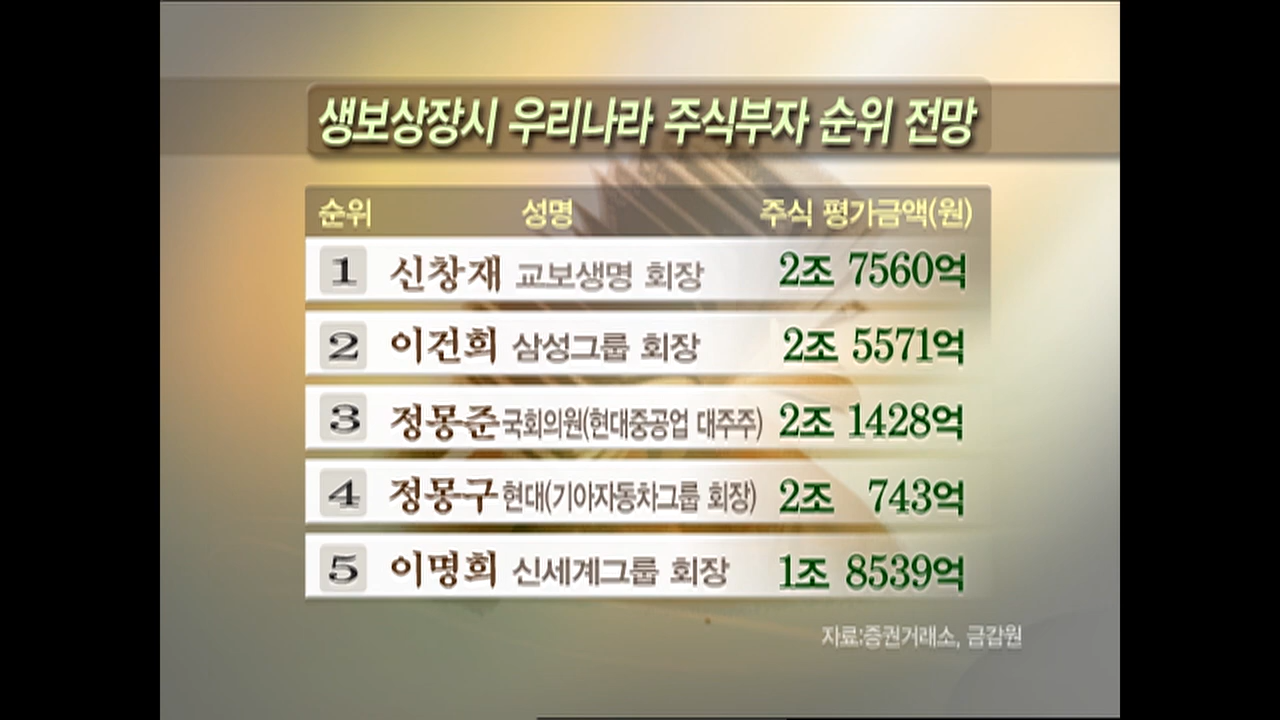 생보상장시 우리나라 주식부자 순위 전망
순위 성명 주식 평가금액(원)
1 신창재 교보생명 회장 2조 7560억
2 이건희 삼성그룹 회장 2조 5571억
3 정몽준 국회의원(현대중공업 대주주) 2조 1428억
4 정몽구 현대(기아자동차그룹 회장) 2조 743억
5 이명희 신세계그룹 회장 1조 8539억
자료:증권거래소, 금감원